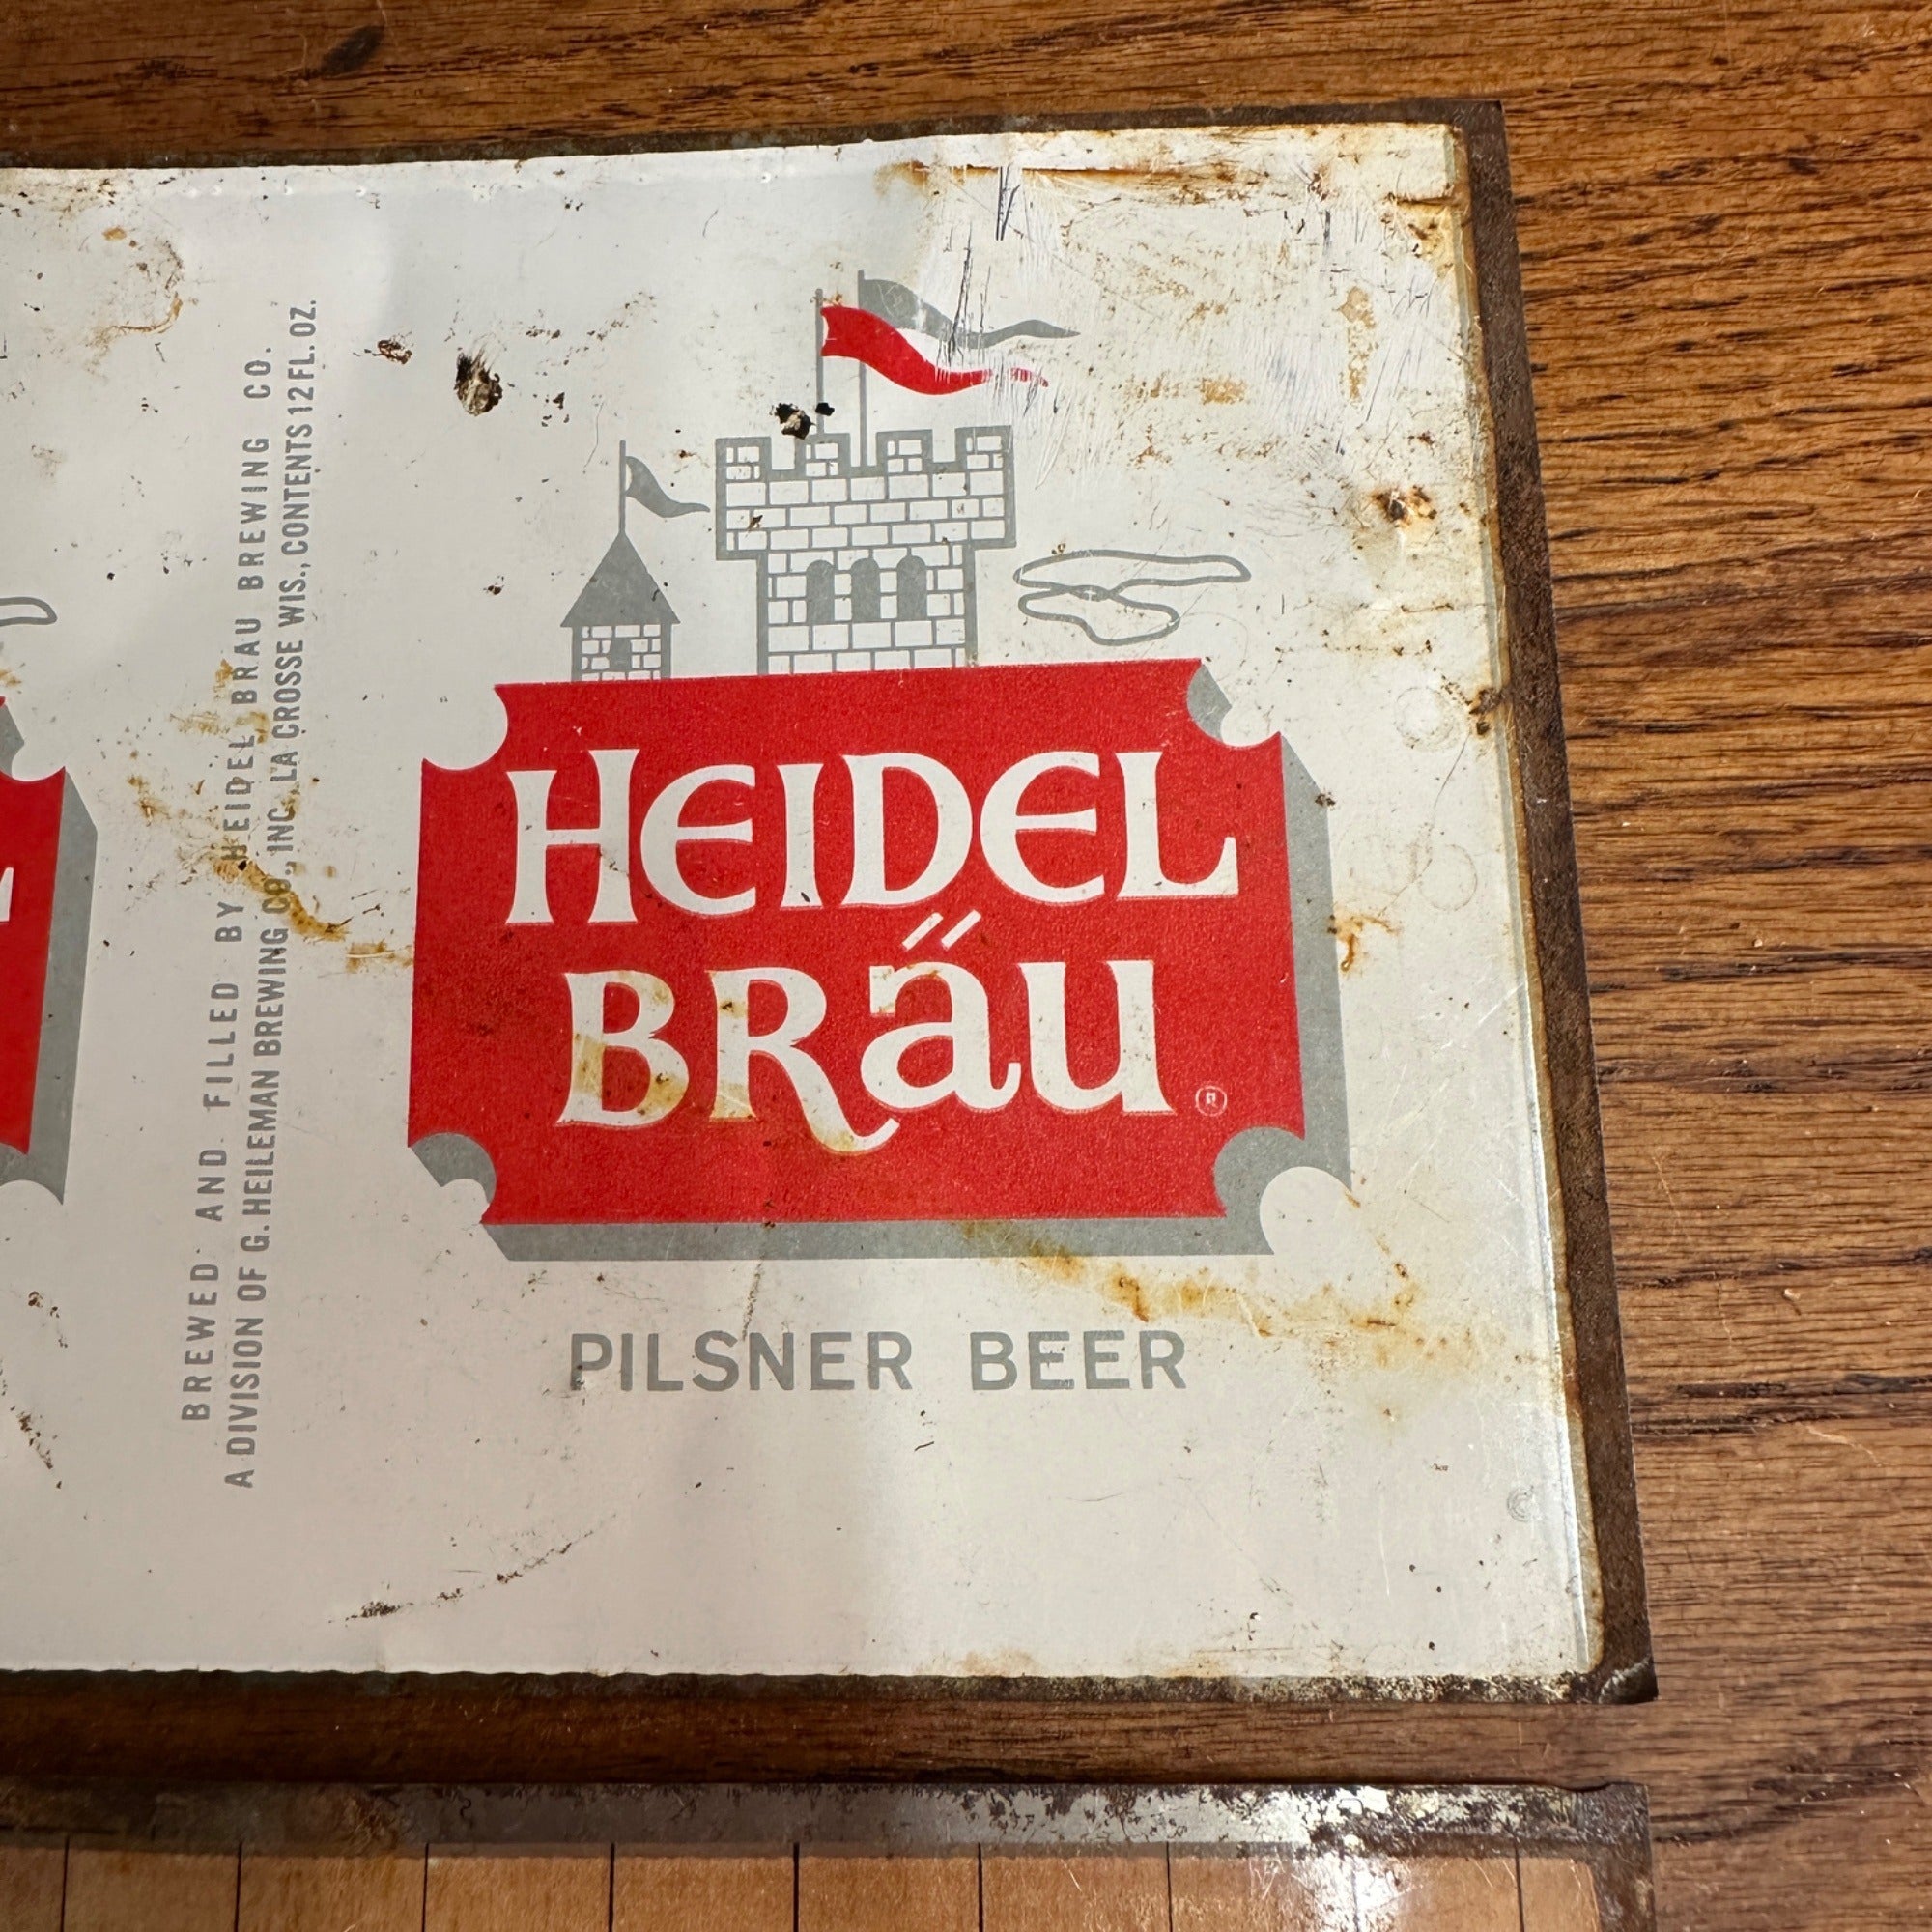 BREWED AND FILLED BY HEIDEL BRAU BREWING CO.
A DIVISION OF G. HEILEMAN BREWING CO., INC., LA CROSSE WIS., CONTENTS 12 FL. OZ.
HEIDEL
BRäU ®
PILSNER BEER